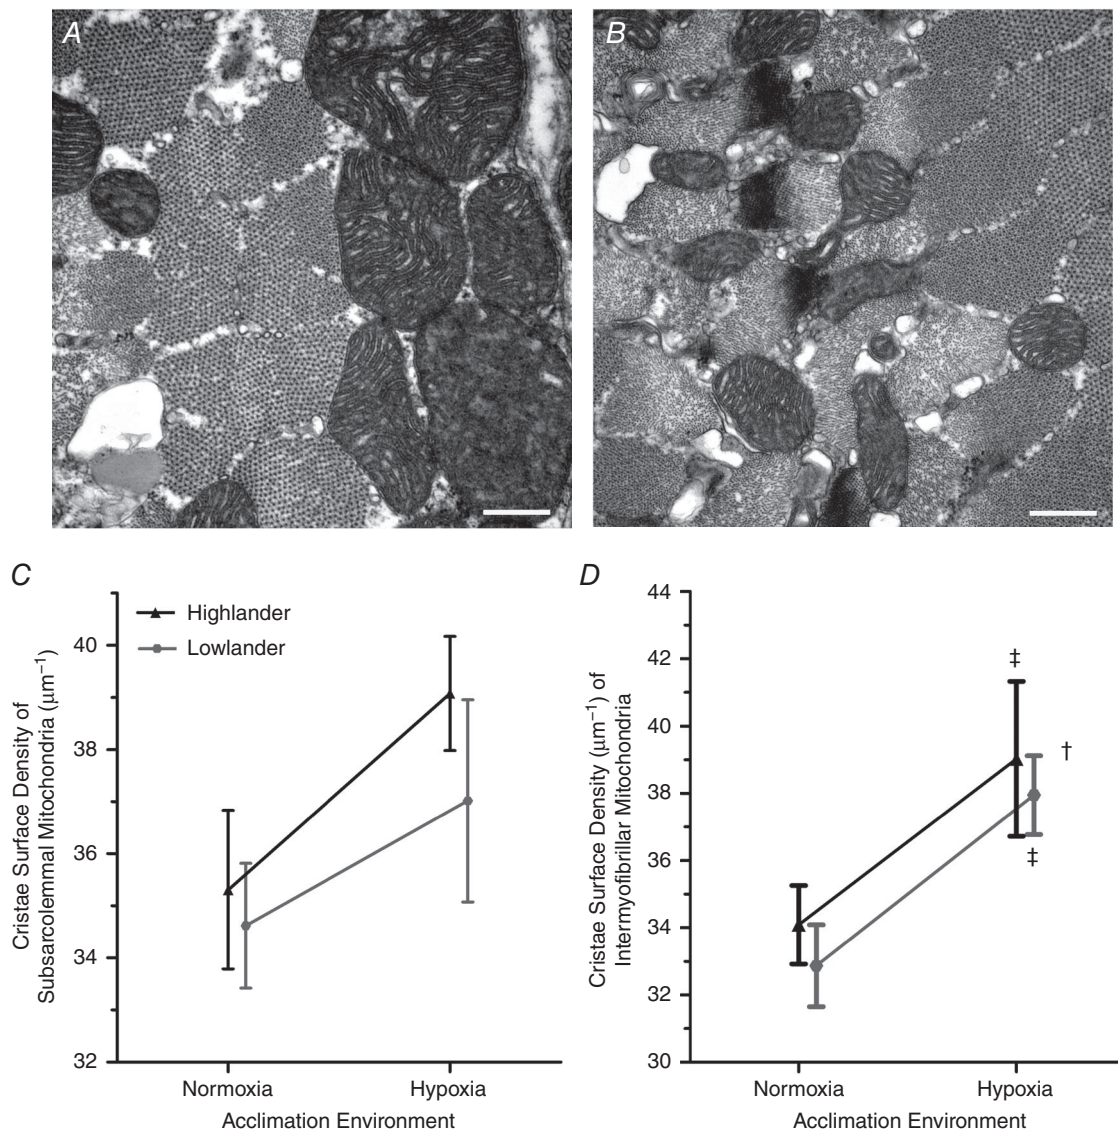 A
B
C
Highlander
Lowlander
40
38
36
34
32
Cristae Surface Density of
Subsarcolemmal Mitochondria (μm⁻¹)
Normoxia
Hypoxia
Acclimation Environment
D
44
42
40
38
36
34
32
30
Cristae Surface Density (μm⁻¹) of
Intermyofibrillar Mitochondria
‡
†
‡
Normoxia
Hypoxia
Acclimation Environment